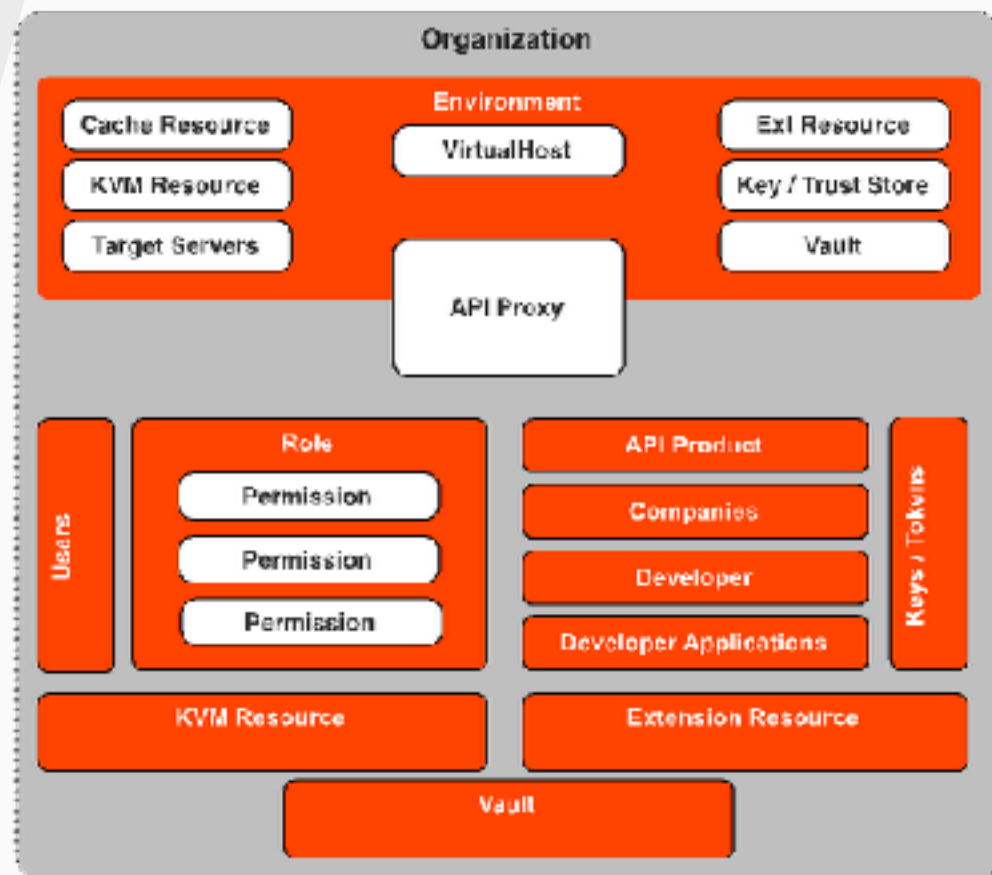 Organization
Environment
Cache Resource
VirtualHost
Ext Resource
KVM Resource
Key / Trust Store
Target Servers
Vault
API Proxy
Users
Role
Permission
Permission
Permission
API Product
Companies
Developer
Developer Applications
Keys / Tokens
KVM Resource
Extension Resource
Vault